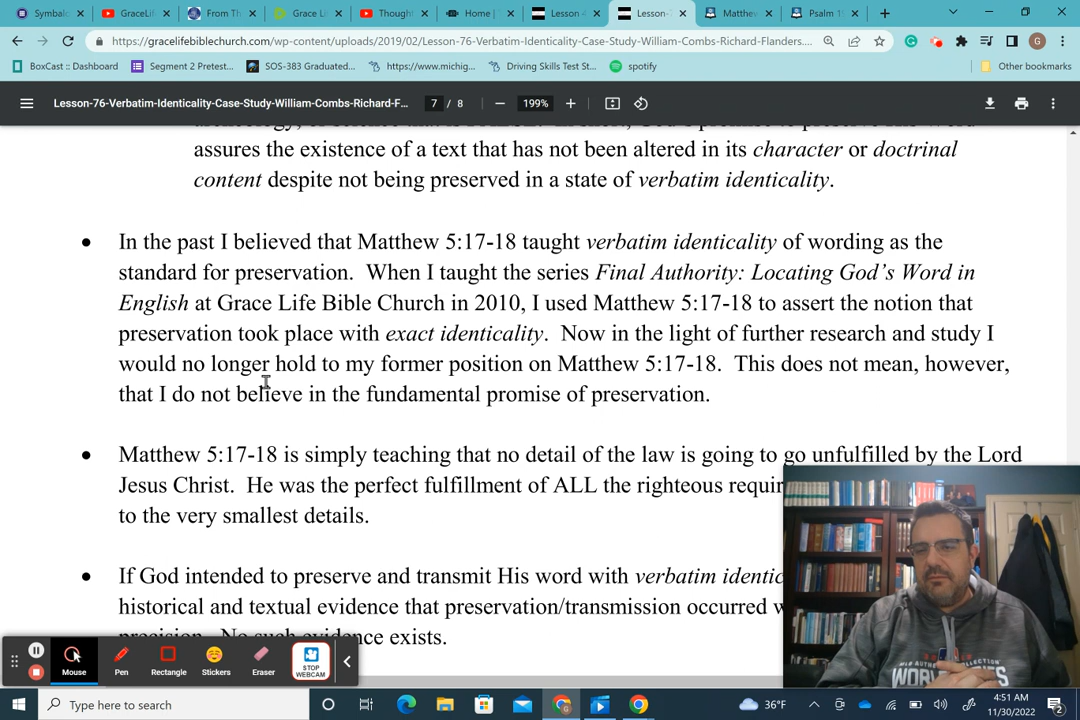 Symbalo
GraceLi
From Th
Grace Li
Thought
Home |
Lesson 4
Lesson-
Matthew
Psalm 1
https://gracelifebiblechurch.com/wp-content/uploads/2019/02/Lesson-76-Verbatim-Identicality-Case-Study-William-Combs-Richard-Flanders....
G
BoxCast :: Dashboard
Segment 2 Pretest...
SOS-383 Graduated...
https://www.michig...
Driving Skills Test St...
spotify
Other bookmarks
Lesson-76-Verbatim-Identicality-Case-Study-William-Combs-Richard-F...
7 / 8
199%
assures the existence of a text that has not been altered in its character or doctrinal
content despite not being preserved in a state of verbatim identicality.
• In the past I believed that Matthew 5:17-18 taught verbatim identicality of wording as the
standard for preservation. When I taught the series Final Authority: Locating God's Word in
English at Grace Life Bible Church in 2010, I used Matthew 5:17-18 to assert the notion that
preservation took place with exact identicality. Now in the light of further research and study I
would no longer hold to my former position on Matthew 5:17-18. This does not mean, however,
that I do not believe in the fundamental promise of preservation.
• Matthew 5:17-18 is simply teaching that no detail of the law is going to go unfulfilled by the Lord
Jesus Christ. He was the perfect fulfillment of ALL the righteous requir
to the very smallest details.
• If God intended to preserve and transmit His word with verbatim identic
historical and textual evidence that preservation/transmission occurred w
precision. No such evidence exists.
Mouse
Pen
Rectangle
Stickers
Eraser
STOP
WEBCAM
Type here to search
36°F
4:51 AM
11/30/2022
2